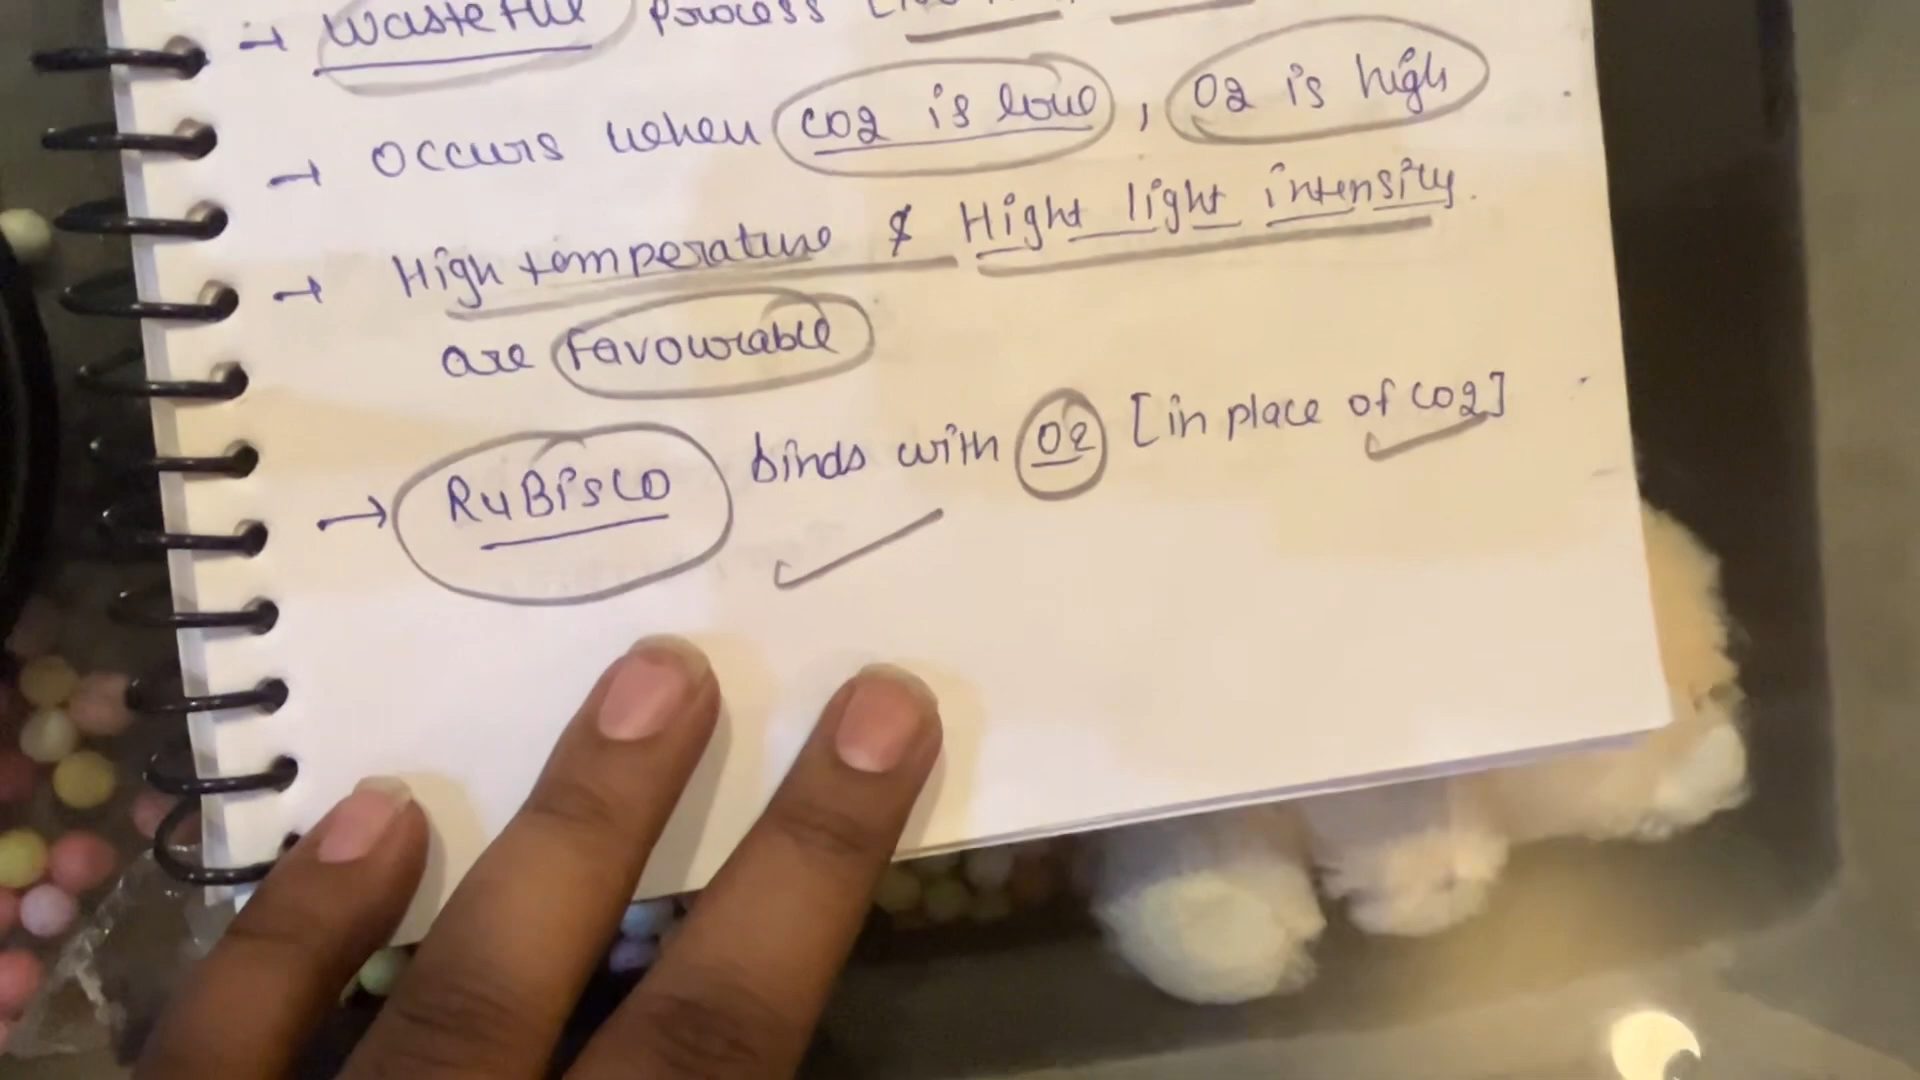 → wasteful process
→ Occurs when CO2 is low, O2 is high
→ High temperature & Hight light intensity.
are favourable
→ RuBisCO binds with O2 [in place of CO2]